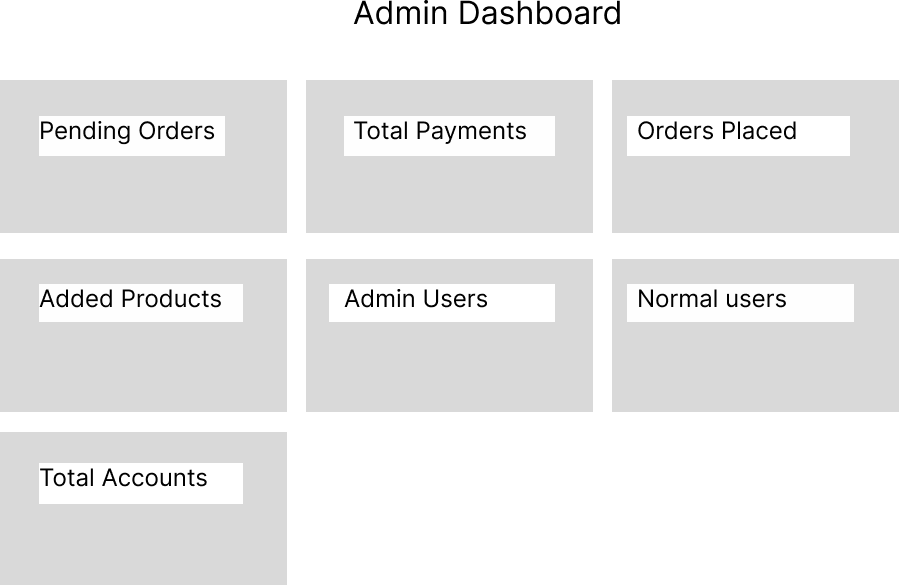 Admin Dashboard
Pending Orders
Total Payments
Orders Placed
Added Products
Admin Users
Normal users
Total Accounts